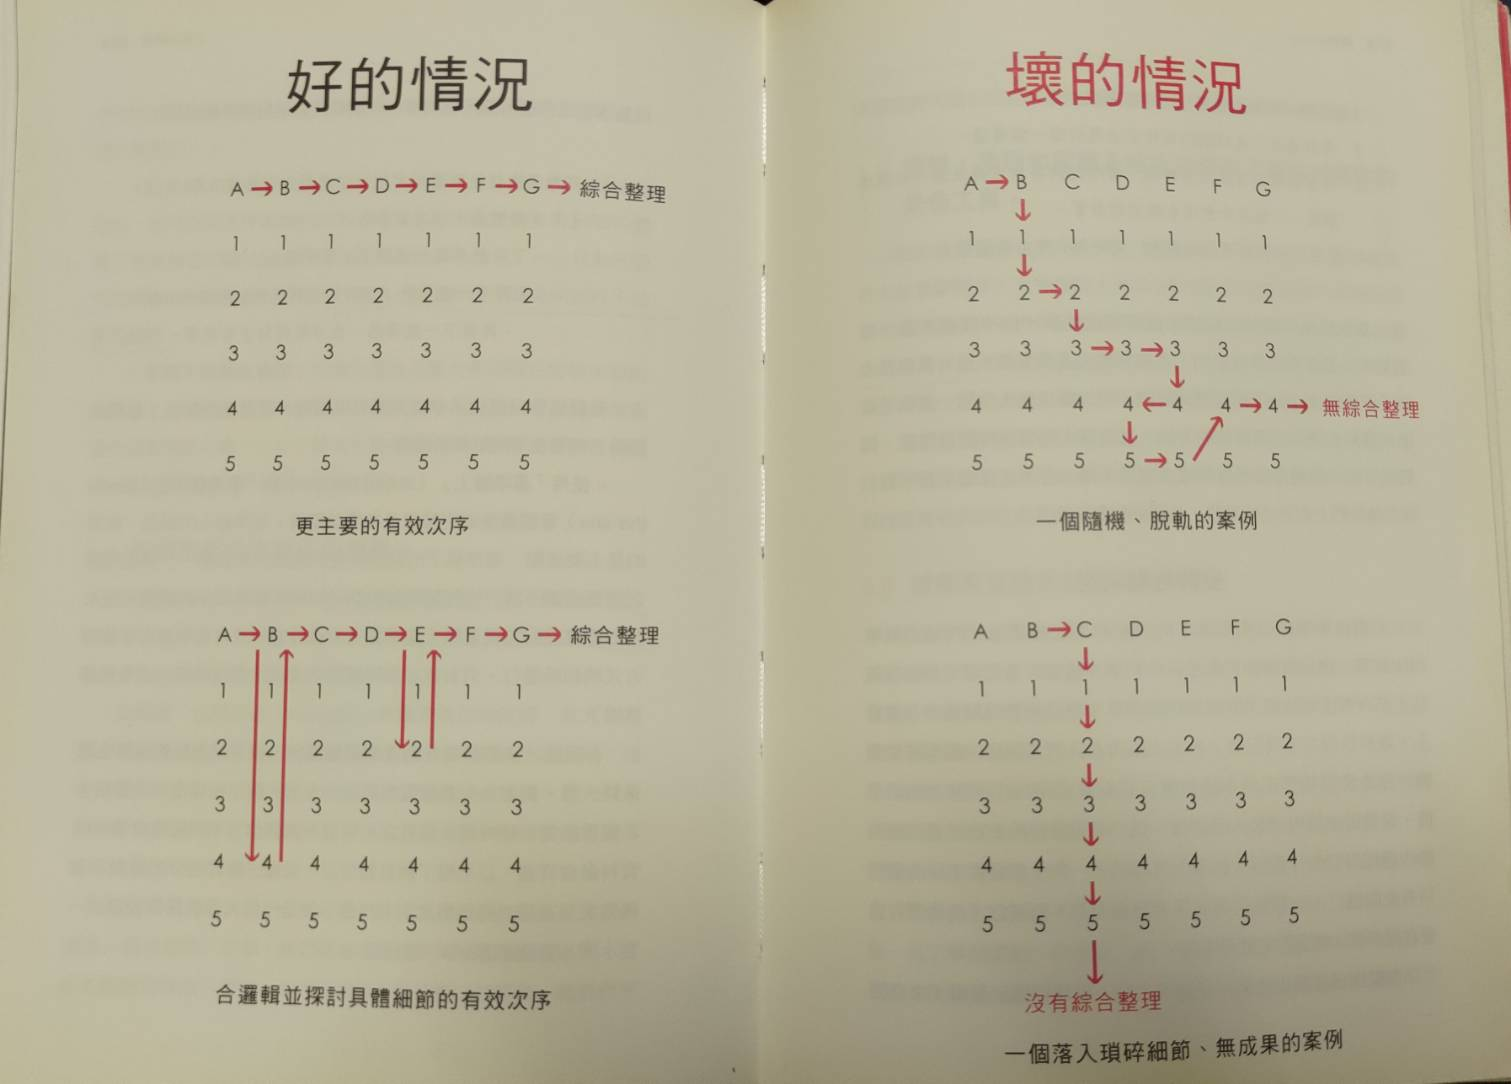 好的情況
A → B → C → D → E → F → G → 綜合整理
1 1 1 1 1 1 1
2 2 2 2 2 2 2
3 3 3 3 3 3 3
4 4 4 4 4 4 4
5 5 5 5 5 5 5
更主要的有效次序
A → B → C → D → E → F → G → 綜合整理
1 1 1 1 1 1 1
2 2 2 2 2 2 2
3 3 3 3 3 3 3
4 4 4 4 4 4 4
5 5 5 5 5 5 5
合邏輯並探討具體細節的有效次序
壞的情況
A → B C D E F G
1 1 1 1 1 1 1
2 2 → 2 2 2 2 2
3 3 3 → 3 → 3 3 3
4 4 4 4 ← 4 4 → 4 → 無綜合整理
5 5 5 5 → 5 5 5
一個隨機、脫軌的案例
A B → C D E F G
1 1 1 1 1 1 1
2 2 2 2 2 2 2
3 3 3 3 3 3 3
4 4 4 4 4 4 4
5 5 5 5 5 5 5
沒有綜合整理
一個落入瑣碎細節、無成果的案例